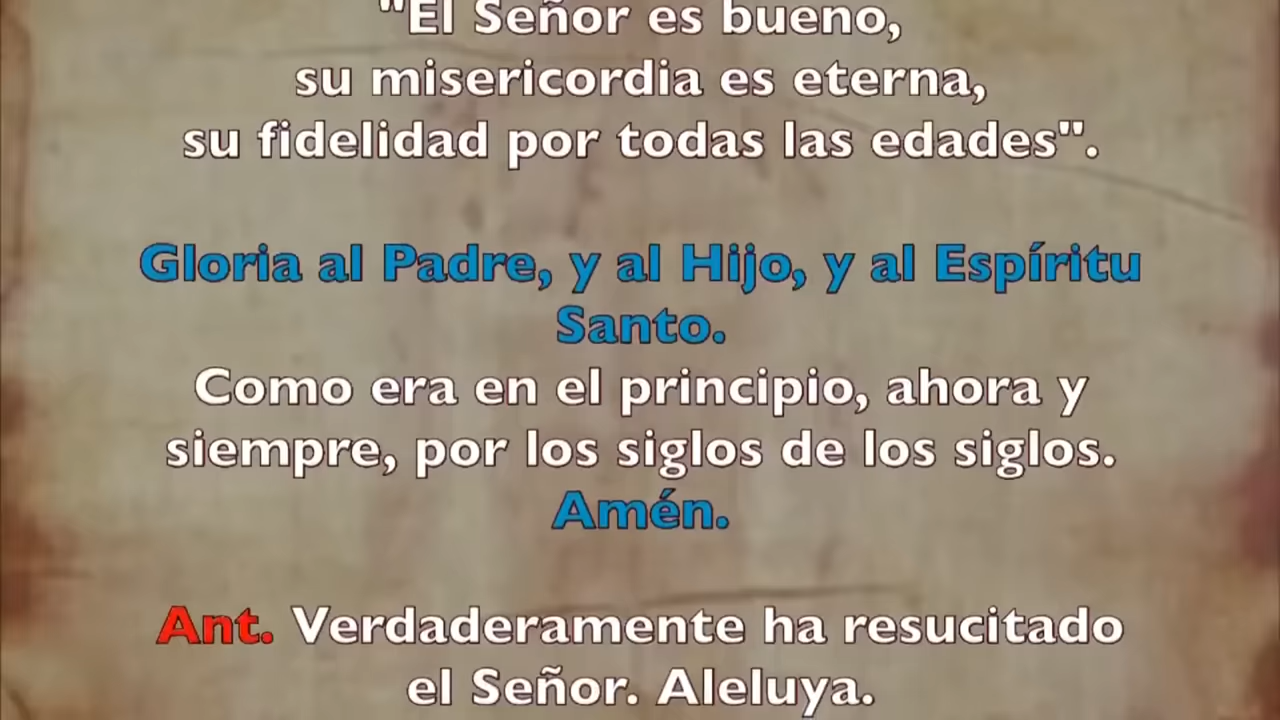 "El Señor es bueno,
su misericordia es eterna,
su fidelidad por todas las edades".
Gloria al Padre, y al Hijo, y al Espíritu
Santo.
Como era en el principio, ahora y
siempre, por los siglos de los siglos.
Amén.
Ant. Verdaderamente ha resucitado
el Señor. Aleluya.